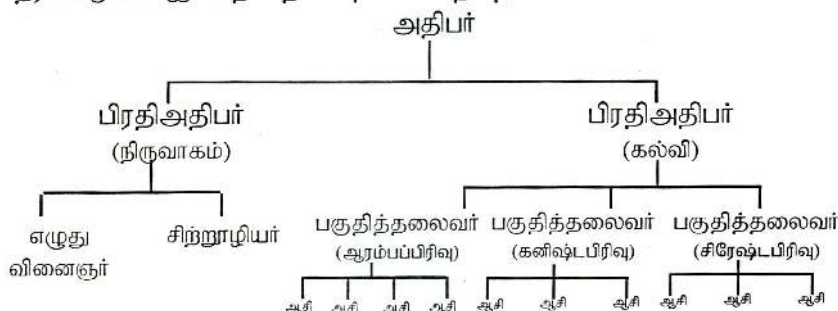 அதிபர்
பிரதிஅதிபர் பிரதிஅதிபர்
(நிருவாகம்) (கல்வி)
எழுது சிற்றூழியர் பகுதித்தலைவர் பகுதித்தலைவர் பகுதித்தலைவர்
வினைஞர் (ஆரம்பப்பிரிவு) (கனிஷ்டபிரிவு) (சிரேஷ்டபிரிவு)
ஆசி ஆசி ஆசி ஆசி ஆசி ஆசி ஆசி ஆசி ஆசி ஆசி